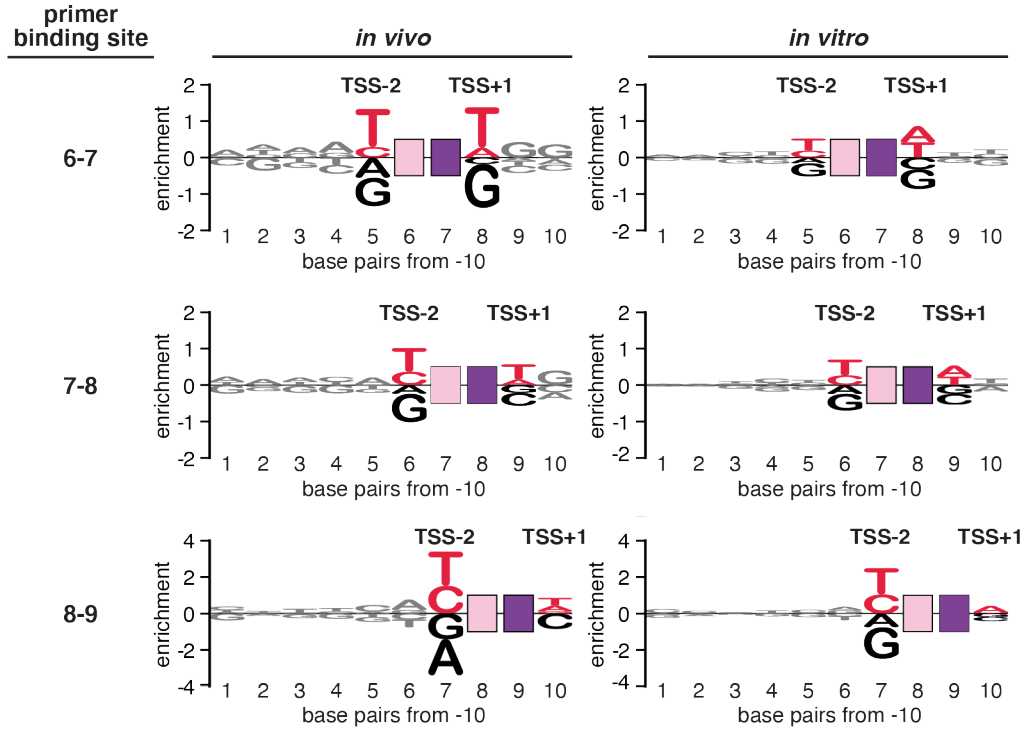 primer
binding site
in vivo
in vitro
6-7
TSS-2 TSS+1
enrichment
2
1
0
-1
-2
A C A G A G A T A C T C A G T A C G G C T G A C
1 2 3 4 5 6 7 8 9 10
base pairs from -10
TSS-2 TSS+1
enrichment
2
1
0
-1
-2
T C A G A T C G
1 2 3 4 5 6 7 8 9 10
base pairs from -10
7-8
TSS-2 TSS+1
enrichment
2
1
0
-1
-2
T C A G T A G C G A
1 2 3 4 5 6 7 8 9 10
base pairs from -10
TSS-2 TSS+1
enrichment
2
1
0
-1
-2
T C A G A T G C
1 2 3 4 5 6 7 8 9 10
base pairs from -10
8-9
TSS-2 TSS+1
enrichment
4
2
0
-2
-4
T C G A T A C
1 2 3 4 5 6 7 8 9 10
base pairs from -10
TSS-2 TSS+1
enrichment
4
2
0
-2
-4
T C A G A C
1 2 3 4 5 6 7 8 9 10
base pairs from -10